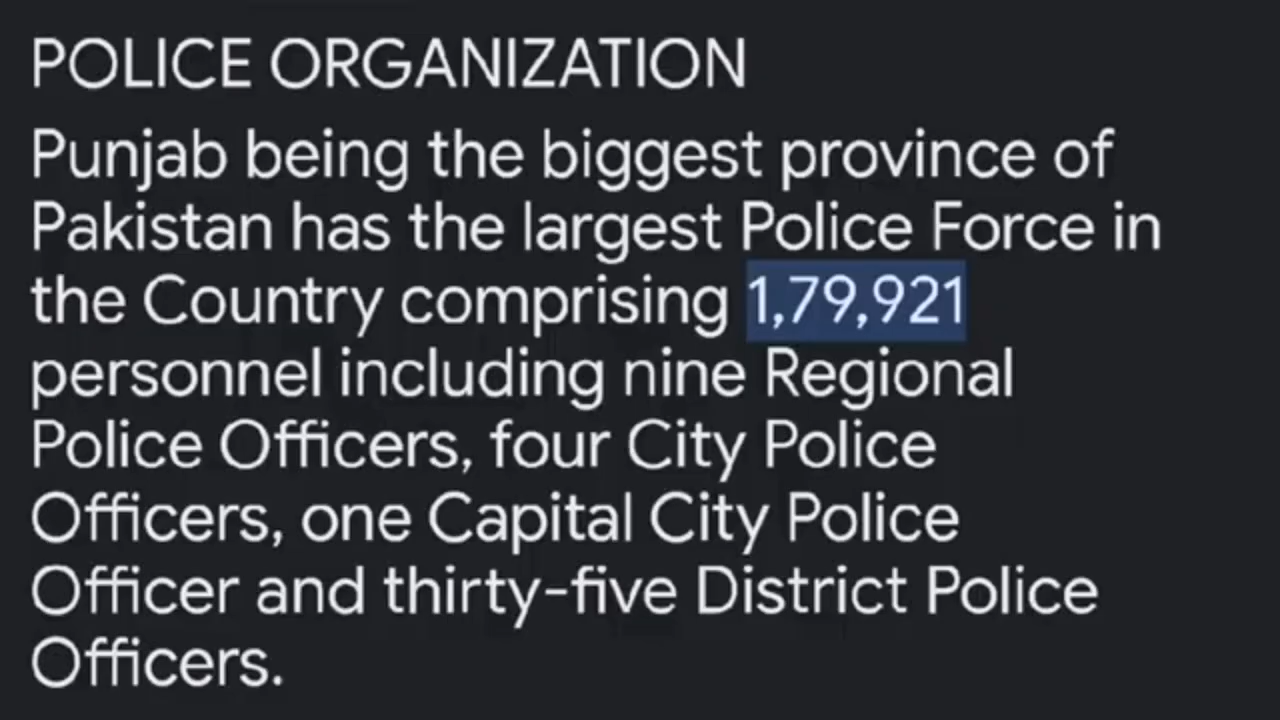 POLICE ORGANIZATION
Punjab being the biggest province of
Pakistan has the largest Police Force in
the Country comprising 1,79,921
personnel including nine Regional
Police Officers, four City Police
Officers, one Capital City Police
Officer and thirty-five District Police
Officers.